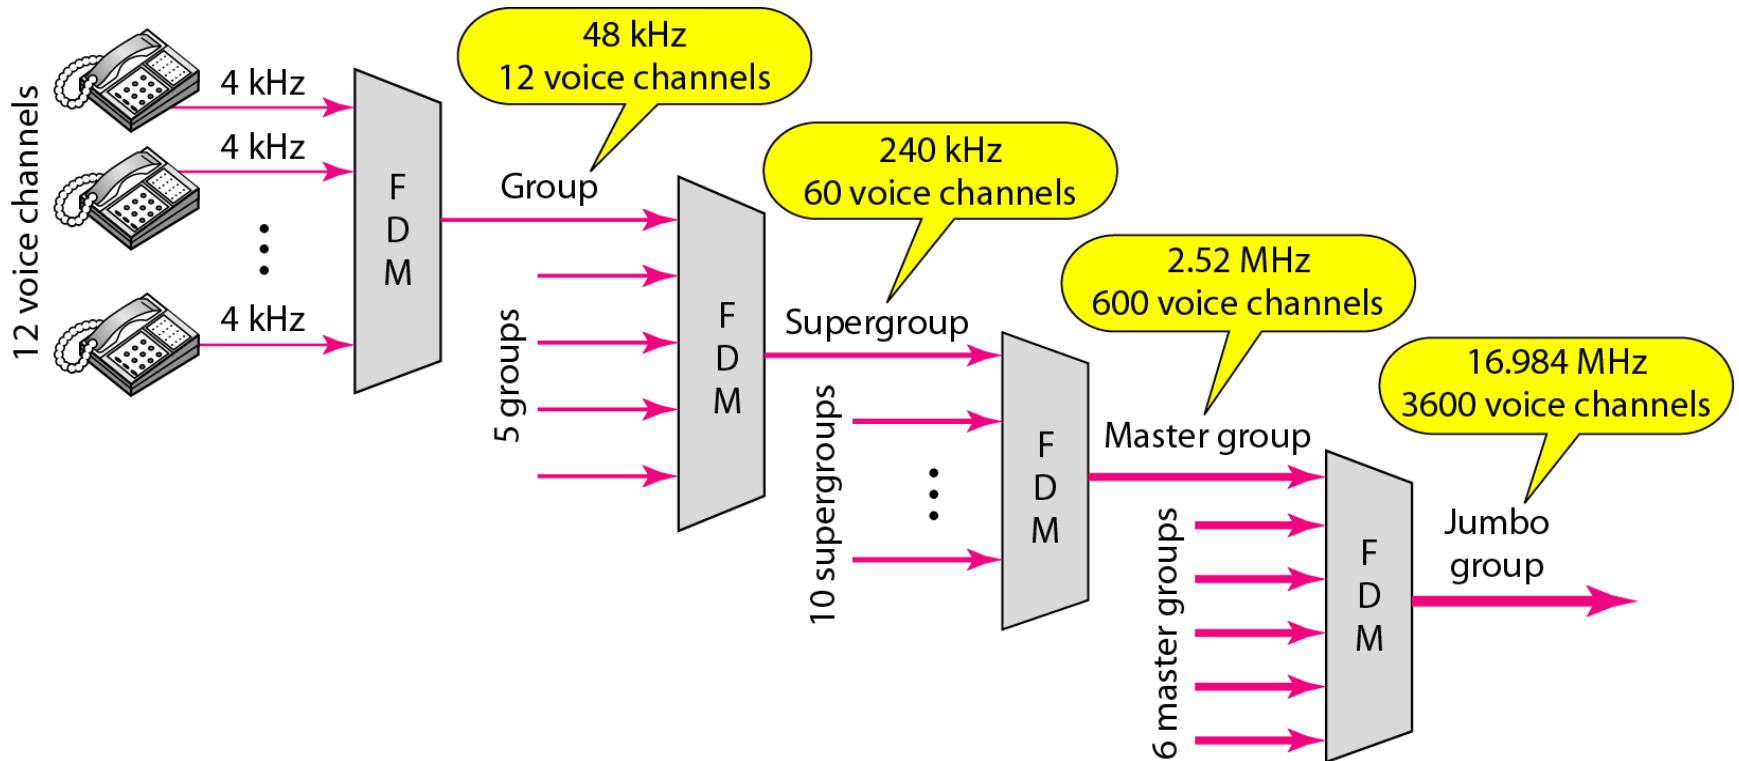 12 voice channels
4 kHz
4 kHz
4 kHz
F
D
M
48 kHz
12 voice channels
Group
5 groups
F
D
M
240 kHz
60 voice channels
Supergroup
10 supergroups
F
D
M
2.52 MHz
600 voice channels
Master group
6 master groups
F
D
M
16.984 MHz
3600 voice channels
Jumbo
group